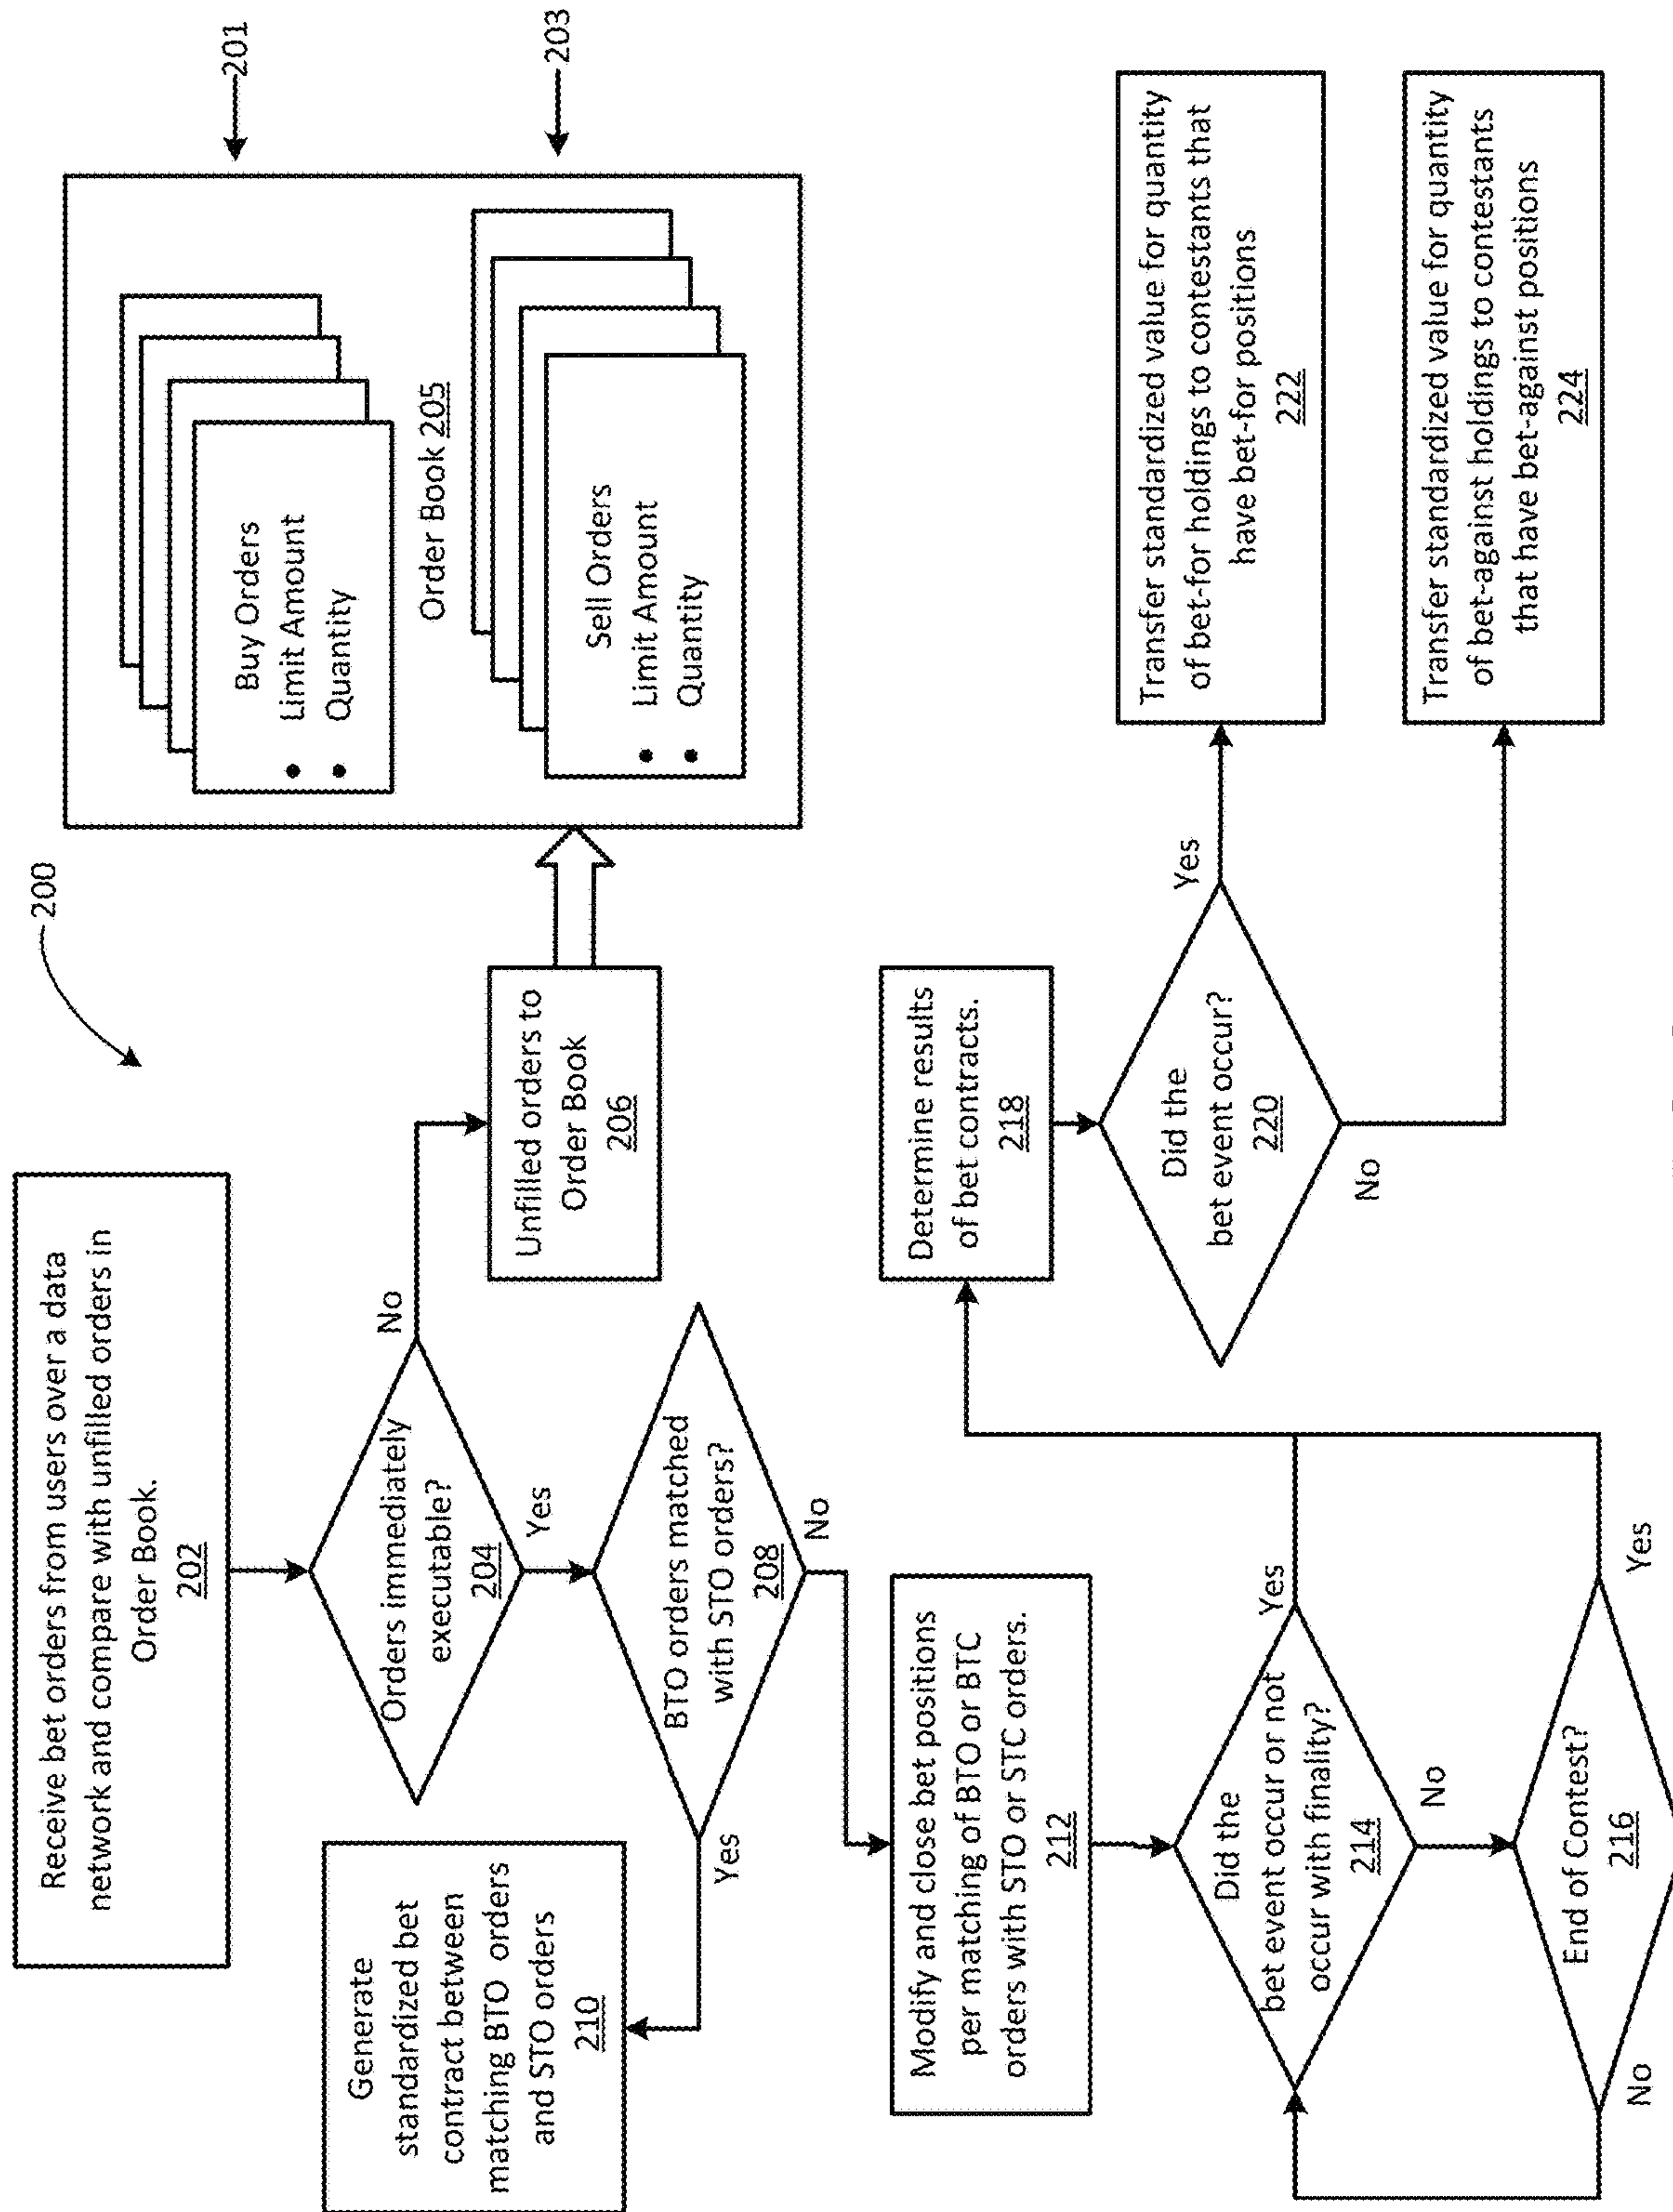 200
Receive bet orders from users over a data
network and compare with unfilled orders in
Order Book.
202
Orders immediately
executable?
204
No
Yes
Unfilled orders to
Order Book
206
Buy Orders
• Limit Amount
• Quantity
Order Book 205
Sell Orders
• Limit Amount
• Quantity
201
203
BTO orders matched
with STO orders?
208
Yes
No
Generate
standardized bet
contract between
matching BTO orders
and STO orders
210
Modify and close bet positions
per matching of BTO or BTC
orders with STO or STC orders.
212
Did the
bet event occur or not
occur with finality?
214
Yes
No
End of Contest?
216
No
Yes
Determine results
of bet contracts.
218
Did the
bet event occur?
220
Yes
No
Transfer standardized value for quantity
of bet-for holdings to contestants that
have bet-for positions
222
Transfer standardized value for quantity
of bet-against holdings to contestants
that have bet-against positions
224